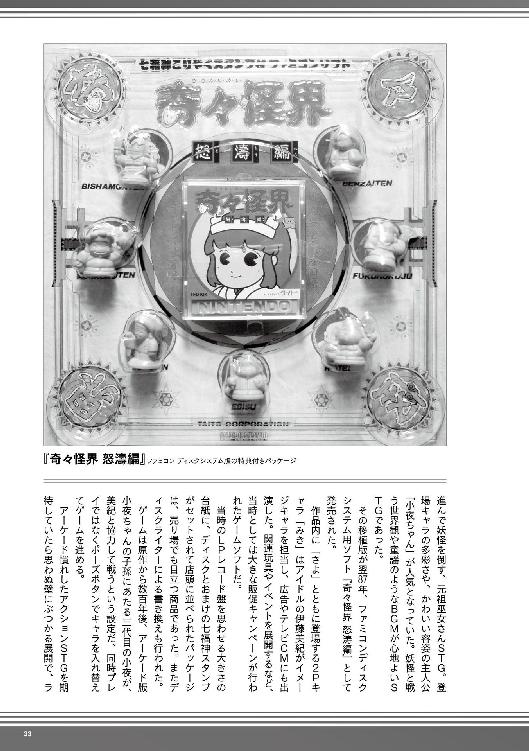 七福神こりゃくスタンプ付ファミコンソフト
奇々怪界
怒濤編
BISHAMONTEN
BENZAITEN
奇々怪界
FUKUROKUJU
NINTENDO
HOTEI
EBISU
TAITO CORPORATION
『奇々怪界 怒濤編』ファミコン ディスクシステム版の特典付きパッケージ
進んで妖怪を倒す、元祖巫女さんSTG。登
場キャラの多彩さや、かわいい容姿の主人公
「小夜ちゃん」が人気となっていた。妖怪と戦
う世界観や童謡のようなBGMが心地よいS
TGであった。
その移植版が翌87年、ファミコンディスク
システム用ソフト『奇々怪界 怒濤編』として
発売された。
作品内に「さよ」とともに登場する2Pキ
ャラ「みき」はアイドルの伊藤美紀がイメー
ジキャラを担当し、広告やテレビCMにも出
演した。関連玩具やイベントを展開するなど、
当時としては大きな販促キャンペーンが行わ
れたゲームソフトだ。
当時のLPレコード盤を思わせる大きさの
台紙に、ディスクとおまけの七福神スタンプ
がセットされて店頭に並べられたパッケージ
は、売り場でも目立つ商品であった。またデ
ィスクライターによる書き換えも行われた。
ゲームは原作から数百年後、アーケード版
小夜ちゃんの子孫にあたる二代目の小夜が、
美紀と協力して戦うという設定だ。同時プレ
イではなくポーズボタンでキャラを入れ替え
てゲームを進める。
アーケード慣れしたアクションSTGを期
待していたら思わぬ壁にぶつかる展開で、ラ
33